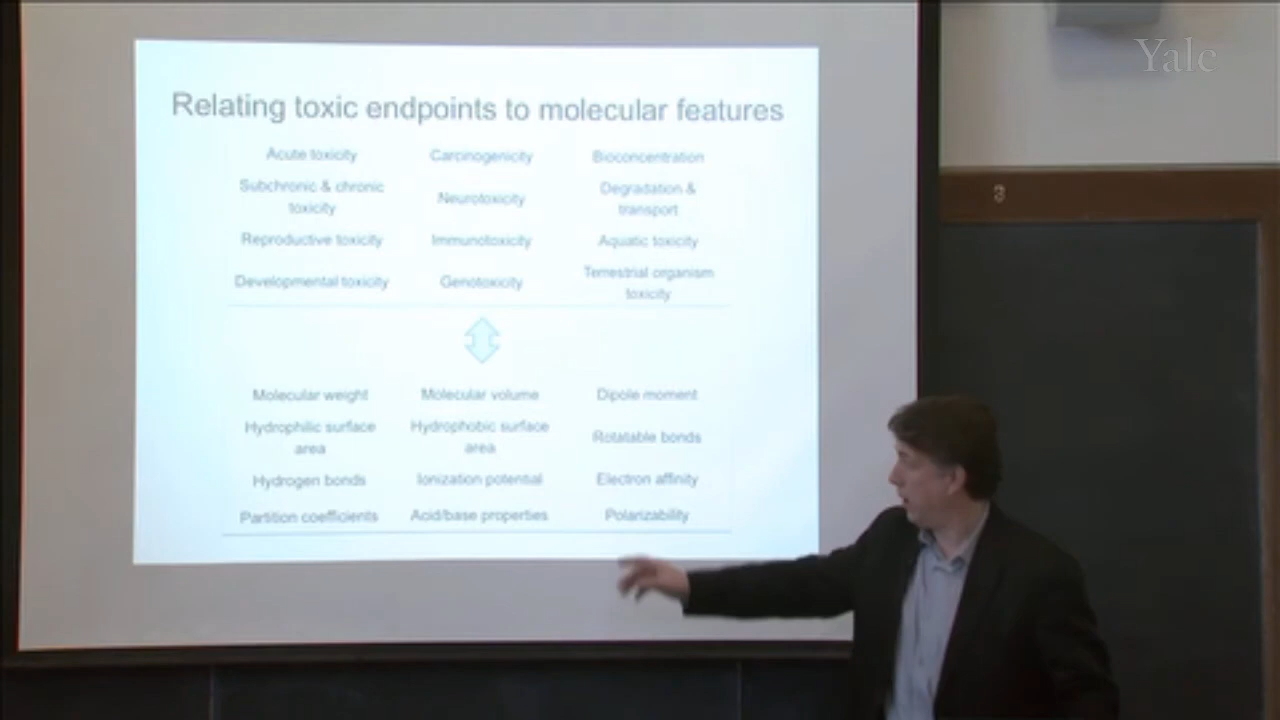 Yale
Relating toxic endpoints to molecular features
Acute toxicity Carcinogenicity Bioconcentration
Subchronic & chronic
toxicity
Neurotoxicity
Degradation &
transport
Reproductive toxicity Immunotoxicity Aquatic toxicity
Developmental toxicity Genotoxicity
Terrestrial organism
toxicity
Molecular weight Molecular volume Dipole moment
Hydrophilic surface
area
Hydrophobic surface
area
Rotatable bonds
Hydrogen bonds Ionization potential Electron affinity
Partition coefficients Acid/base properties Polarizability
3